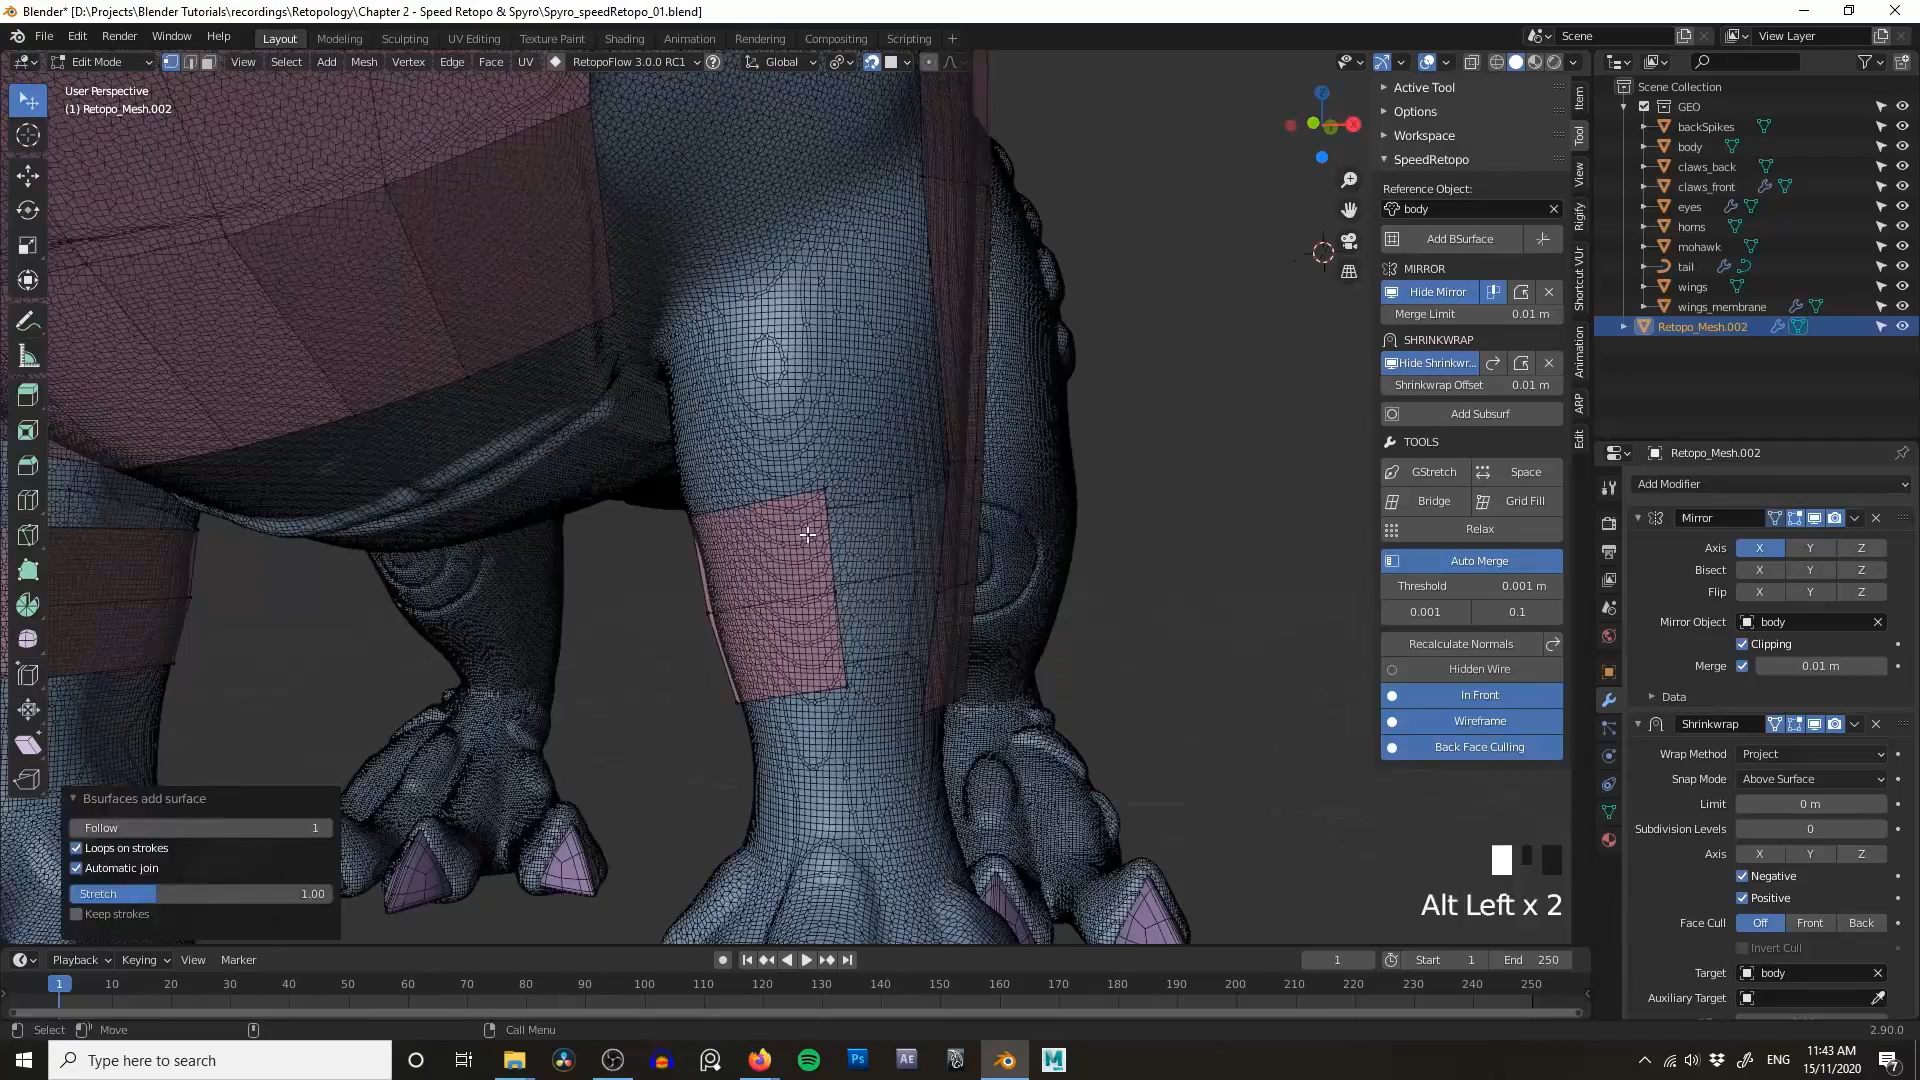 Blender* [D:\Projects\Blender Tutorials\recordings\Retopology\Chapter 2 - Speed Retopo & Spyro\Spyro_speedRetopo_01.blend]
File Edit Render Window Help Layout Modeling Sculpting UV Editing Texture Paint Shading Animation Rendering Compositing Scripting + Scene View Layer
Edit Mode View Select Add Mesh Vertex Edge Face UV RetopoFlow 3.0.0 RC1 Global
User Perspective
(1) Retopo_Mesh.002
Z
X
Active Tool
Options
Workspace
SpeedRetopo
Reference Object:
body
Add BSurface
MIRROR
Hide Mirror
Merge Limit 0.01 m
SHRINKWRAP
Hide Shrinkwr...
Shrinkwrap Offset 0.01 m
Add Subsurf
TOOLS
GStretch Space
Bridge Grid Fill
Relax
Auto Merge
Threshold 0.001 m
0.001 0.1
Recalculate Normals
Hidden Wire
In Front
Wireframe
Back Face Culling
Item
Tool
View
Rigify
Shortcut VUr
Animation
ARP
Edit
Scene Collection
GEO
backSpikes
body
claws_back
claws_front
eyes
horns
mohawk
tail
wings
wings_membrane
Retopo_Mesh.002
Retopo_Mesh.002
Add Modifier
Mirror
Axis X Y Z
Bisect X Y Z
Flip X Y Z
Mirror Object body
Clipping
Merge 0.01 m
Data
Shrinkwrap
Wrap Method Project
Snap Mode Above Surface
Limit 0 m
Subdivision Levels 0
Axis X Y Z
Negative
Positive
Face Cull Off Front Back
Invert Cull
Target body
Auxiliary Target
Bsurfaces add surface
Follow 1
Loops on strokes
Automatic join
Stretch 1.00
Keep strokes
Alt Left x 2
Playback Keying View Marker 1 Start 1 End 250
1 10 20 30 40 50 60 70 80 90 100 110 120 130 140 150 160 170 180 190 200 210 220 230 240 250
Select Move Call Menu 2.90.0
Type here to search
Ps
Ae
M
ENG
11:43 AM
15/11/2020
7